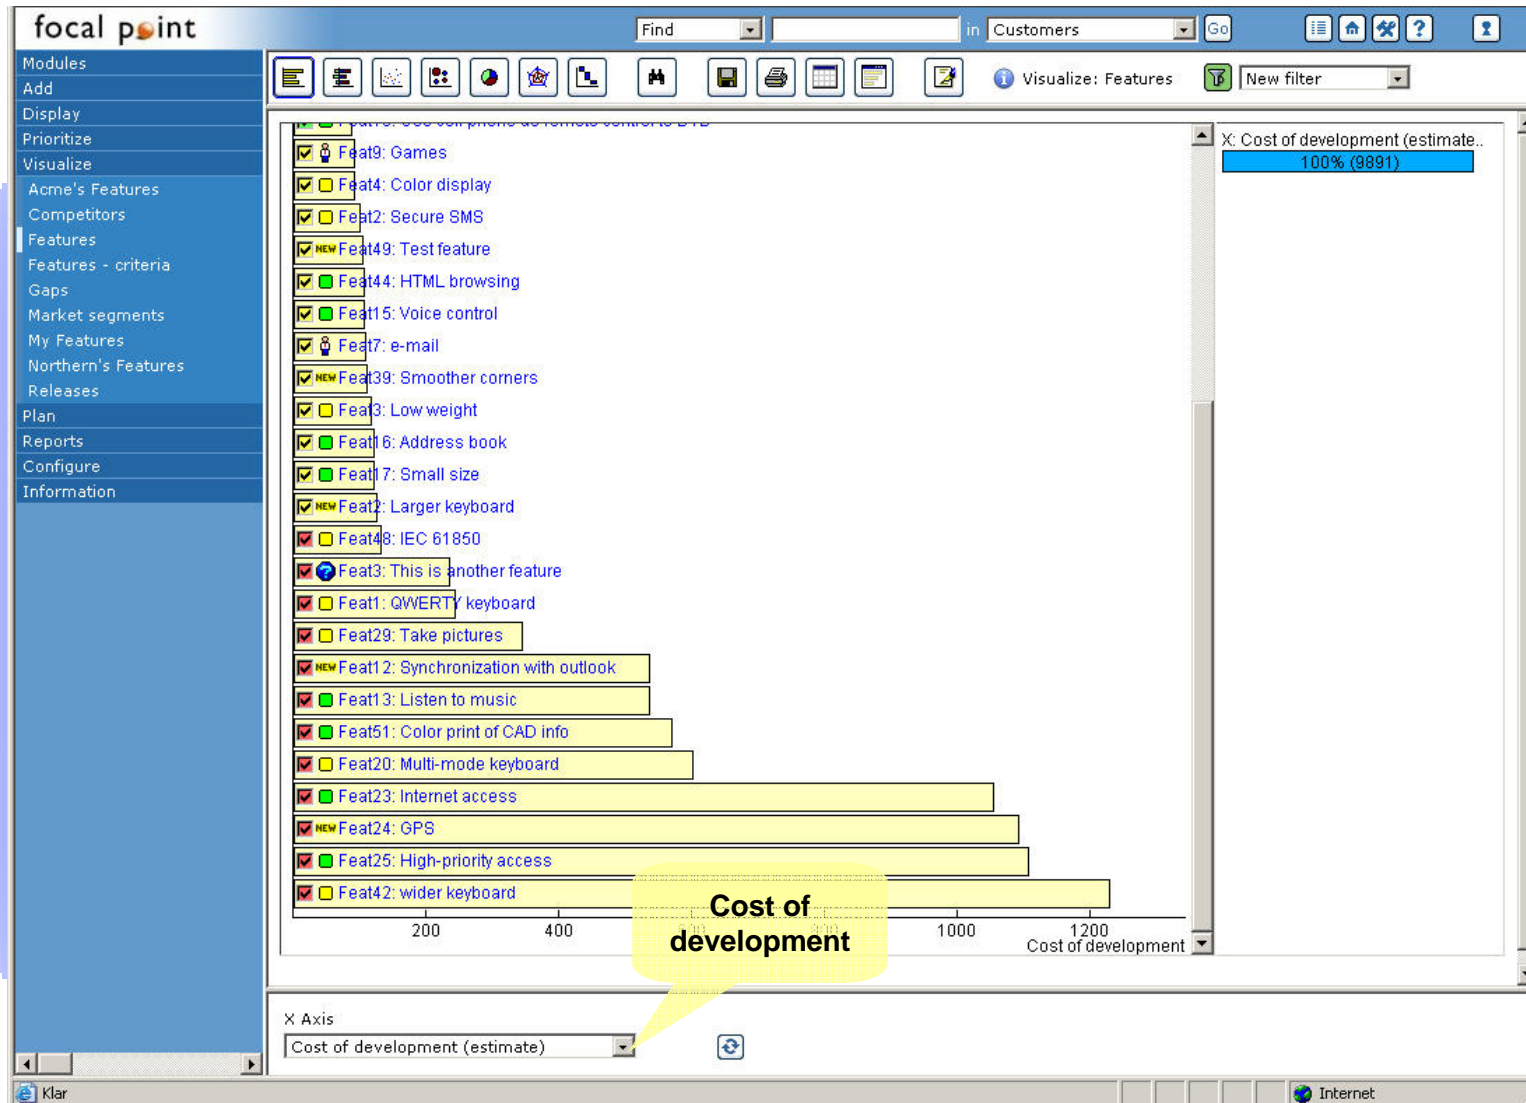 focal point
Find
in
Customers
Go
Modules
Add
Display
Prioritize
Visualize
Acme's Features
Competitors
Features
Features - criteria
Gaps
Market segments
My Features
Northern's Features
Releases
Plan
Reports
Configure
Information
Visualize: Features
New filter
Feat9: Games
Feat4: Color display
Feat2: Secure SMS
NEW Feat49: Test feature
Feat44: HTML browsing
Feat15: Voice control
Feat7: e-mail
NEW Feat39: Smoother corners
Feat3: Low weight
Feat16: Address book
Feat17: Small size
NEW Feat2: Larger keyboard
Feat48: IEC 61850
Feat3: This is another feature
Feat1: QWERTY keyboard
Feat29: Take pictures
NEW Feat12: Synchronization with outlook
Feat13: Listen to music
Feat51: Color print of CAD info
Feat20: Multi-mode keyboard
Feat23: Internet access
NEW Feat24: GPS
Feat25: High-priority access
Feat42: wider keyboard
200 400 600 800 1000 1200
Cost of development
X: Cost of development (estimate..
100% (9891)
Cost of
development
X Axis
Cost of development (estimate)
Klar
Internet